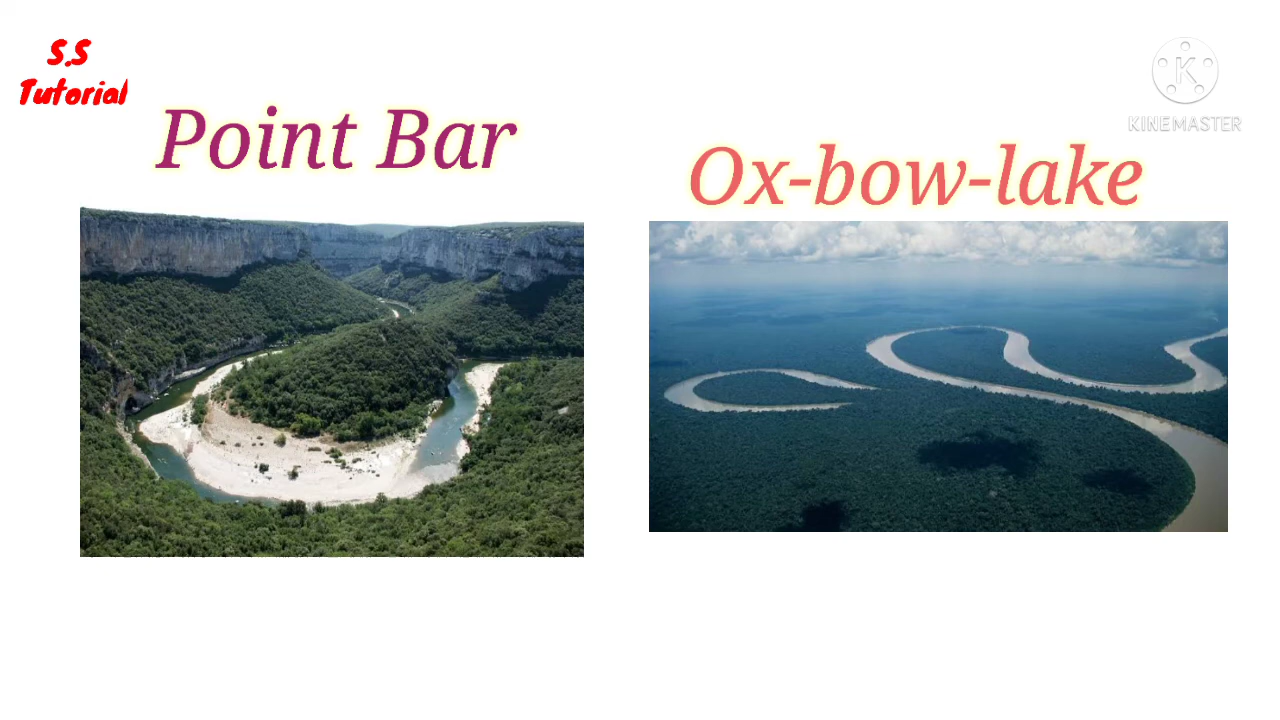 S.S
Tutorial
Point Bar
Ox-bow-lake
K
KINEMASTER